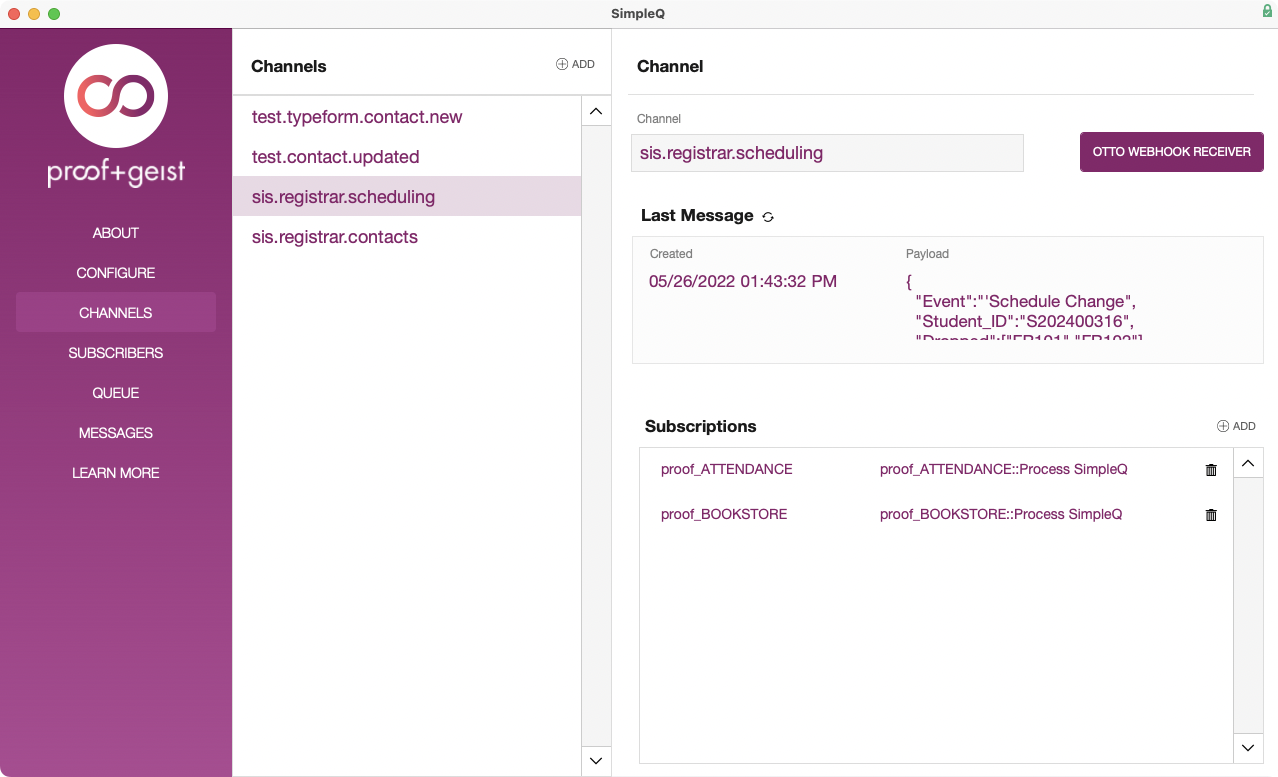 SimpleQ
proof+geist
ABOUT
CONFIGURE
CHANNELS
SUBSCRIBERS
QUEUE
MESSAGES
LEARN MORE
Channels
ADD
test.typeform.contact.new
test.contact.updated
sis.registrar.scheduling
sis.registrar.contacts
Channel
Channel
sis.registrar.scheduling
OTTO WEBHOOK RECEIVER
Last Message
Created
Payload
05/26/2022 01:43:32 PM
{
"Event":"'Schedule Change",
"Student_ID":"S202400316",
Subscriptions
ADD
proof_ATTENDANCE proof_ATTENDANCE::Process SimpleQ
proof_BOOKSTORE proof_BOOKSTORE::Process SimpleQ